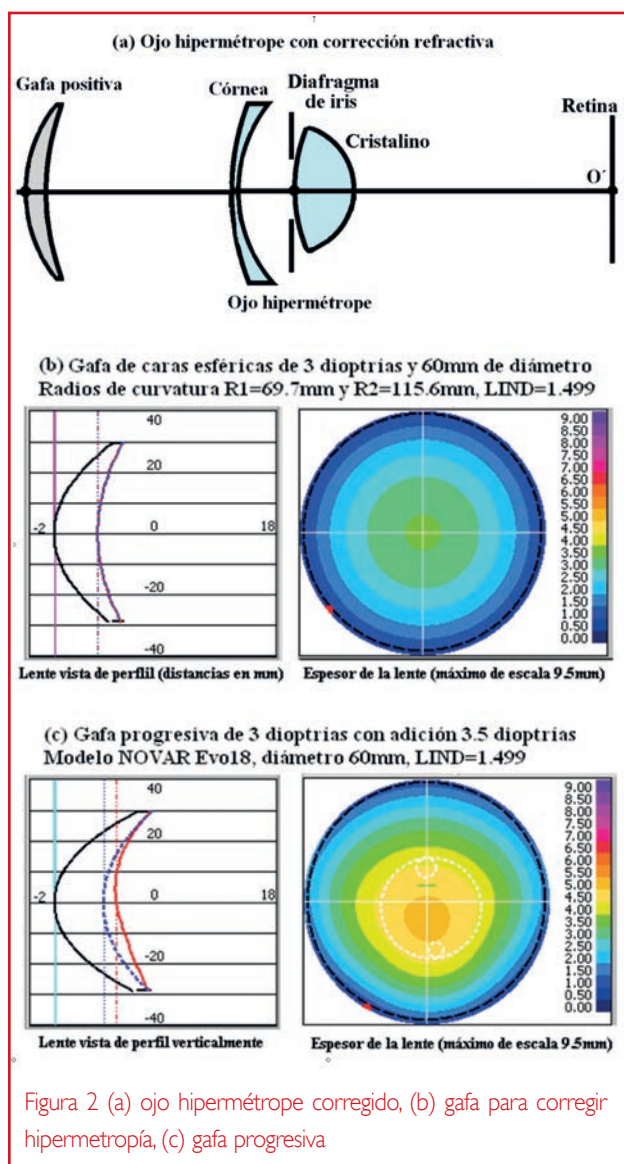 (a) Ojo hipermétrope con corrección refractiva
Gafa positiva
Córnea
Diafragma
de iris
Cristalino
Retina
O´
Ojo hipermétrope
(b) Gafa de caras esféricas de 3 dioptrías y 60mm de diámetro
Radios de curvatura R1=69.7mm y R2=115.6mm, LIND=1.499
40
20
-2 0 18
-20
-40
9.00
8.50
8.00
7.50
7.00
6.50
6.00
5.50
5.00
4.50
4.00
3.50
3.00
2.50
2.00
1.50
1.00
0.50
0.00
Lente vista de perflil (distancias en mm)
Espesor de la lente (máximo de escala 9.5mm)
(c) Gafa progresiva de 3 dioptrías con adición 3.5 dioptrías
Modelo NOVAR Evo18, diámetro 60mm, LIND=1.499
40
20
-2 0 18
-20
-40
9.00
8.50
8.00
7.50
7.00
6.50
6.00
5.50
5.00
4.50
4.00
3.50
3.00
2.50
2.00
1.50
1.00
0.50
0.00
Lente vista de perfil verticalmente
Espesor de la lente (máximo de escala 9.5mm)
Figura 2 (a) ojo hipermétrope corregido, (b) gafa para corregir
hipermetropía, (c) gafa progresiva